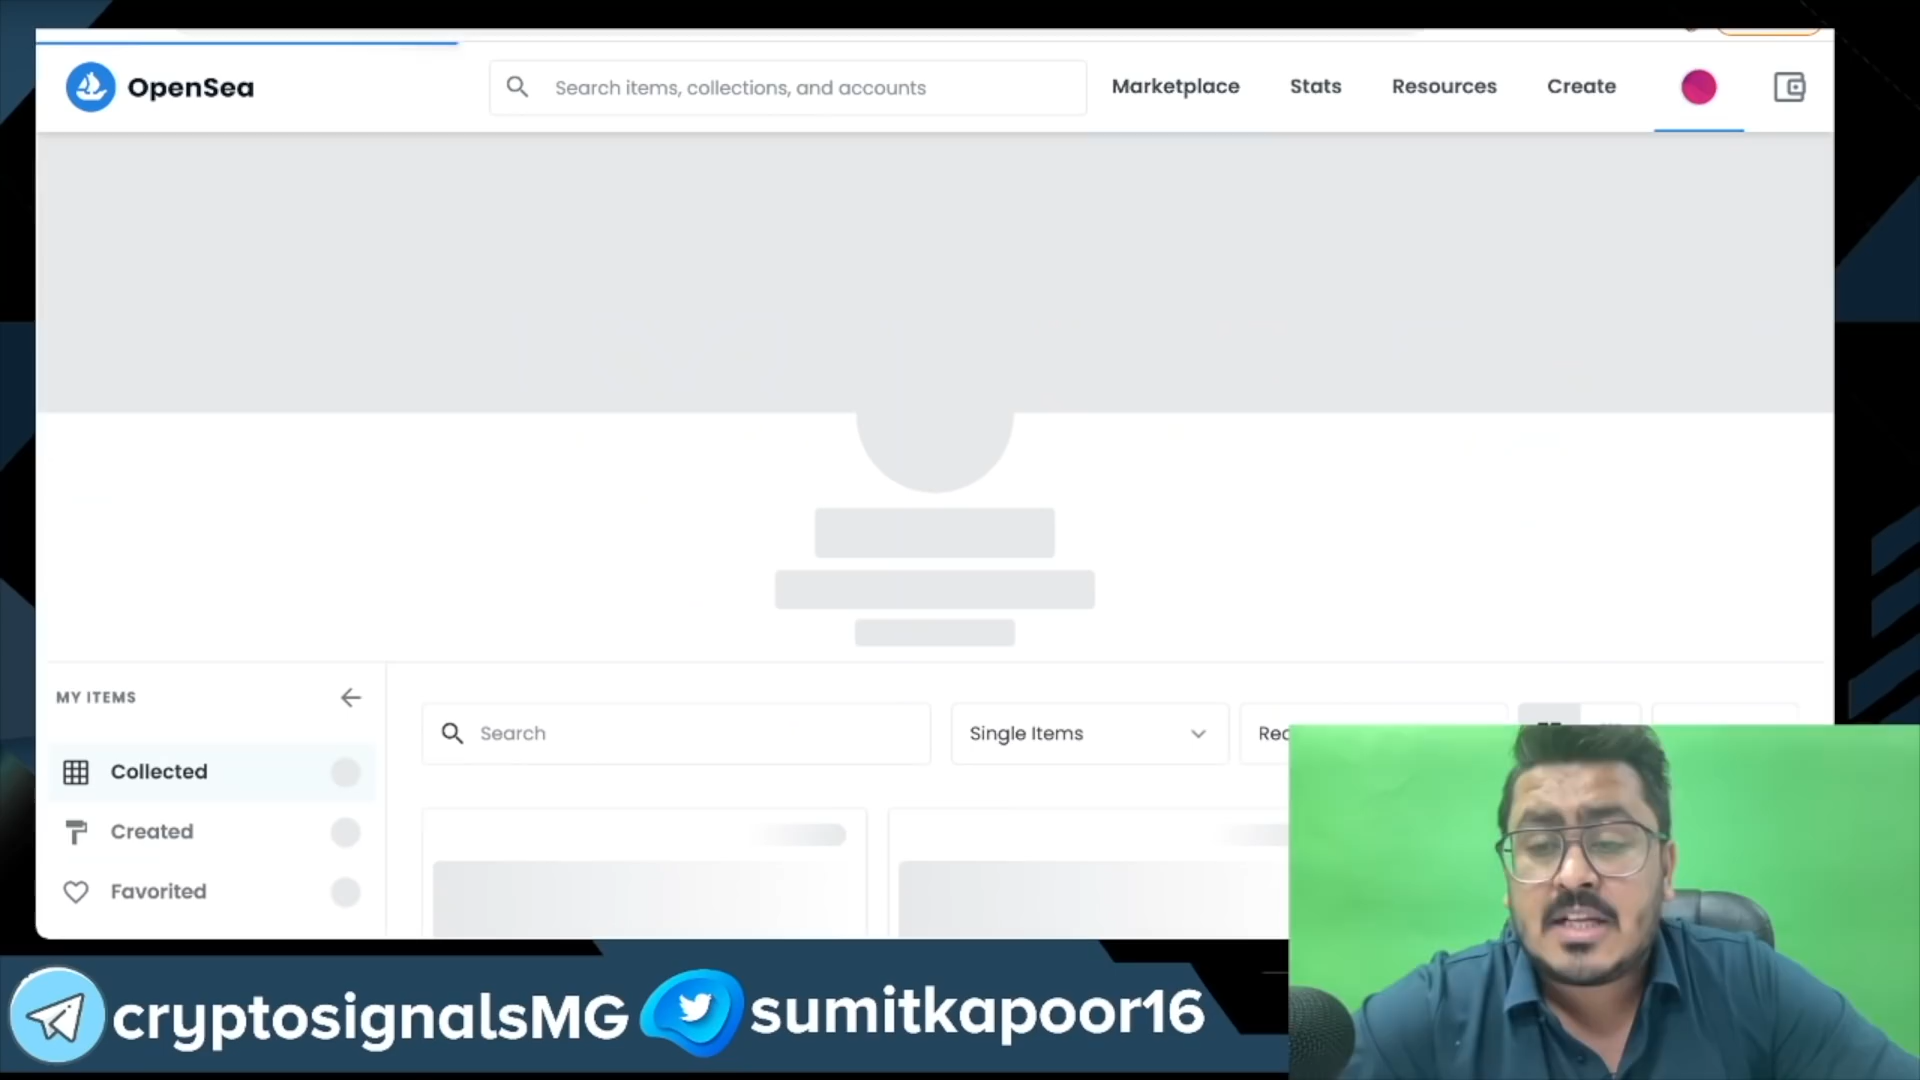 OpenSea
Search items, collections, and accounts
Marketplace
Stats
Resources
Create
MY ITEMS
Collected
Created
Favorited
Search
Single Items
cryptosignalsMG
sumitkapoor16